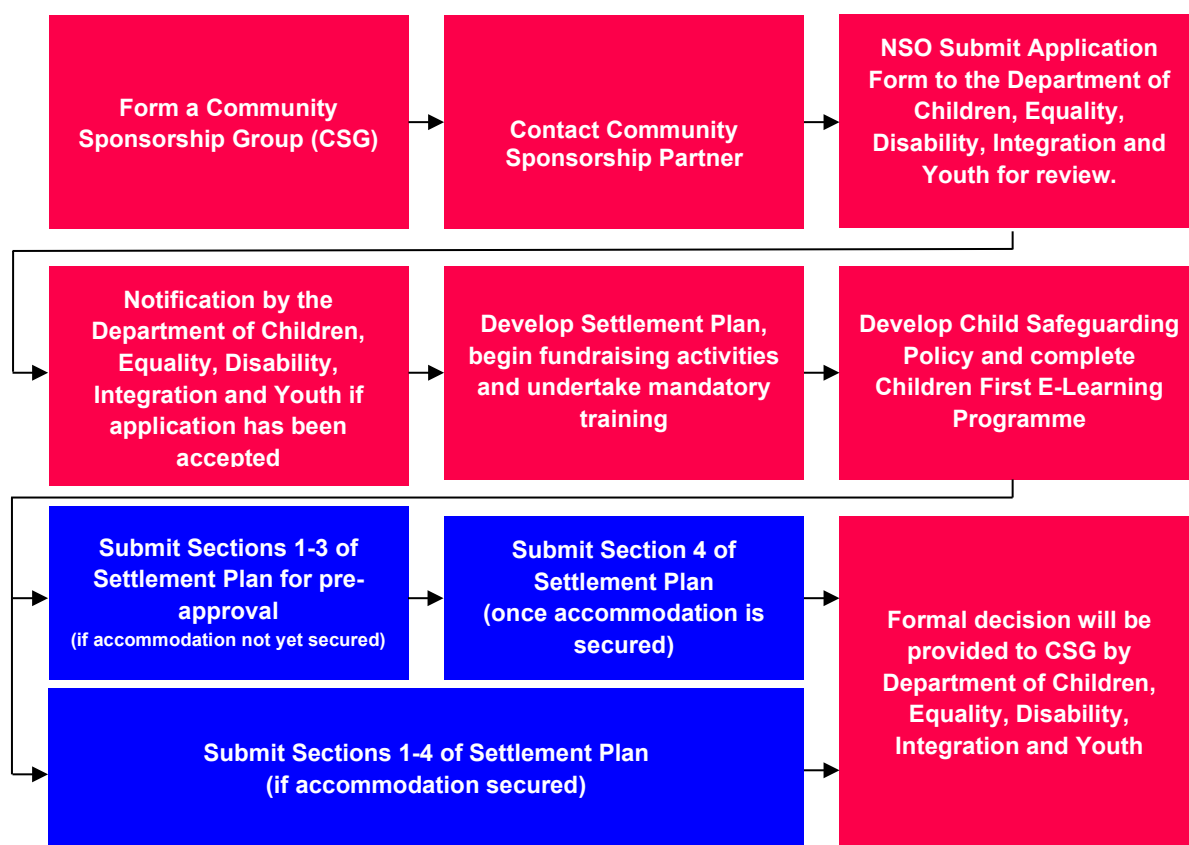 Form a Community
Sponsorship Group (CSG)
Contact Community
Sponsorship Partner
NSO Submit Application
Form to the Department of
Children, Equality,
Disability, Integration and
Youth for review.
Notification by the
Department of Children,
Equality, Disability,
Integration and Youth if
application has been
accepted
Develop Settlement Plan,
begin fundraising activities
and undertake mandatory
training
Develop Child Safeguarding
Policy and complete
Children First E-Learning
Programme
Submit Sections 1-3 of
Settlement Plan for pre-
approval
(if accommodation not yet secured)
Submit Section 4 of
Settlement Plan
(once accommodation is
secured)
Submit Sections 1-4 of Settlement Plan
(if accommodation secured)
Formal decision will be
provided to CSG by
Department of Children,
Equality, Disability,
Integration and Youth